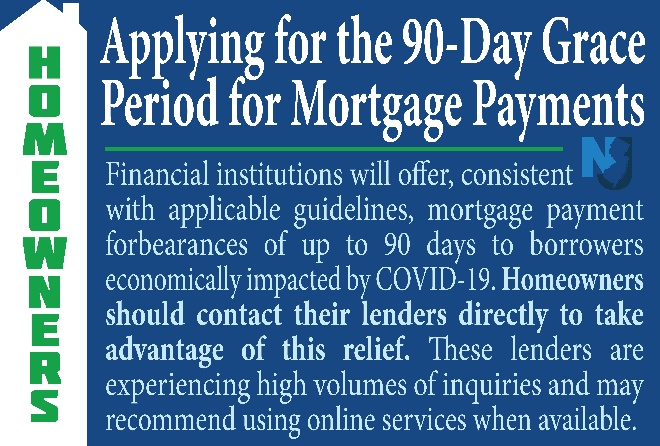 HOMEOWNERS
Applying for the 90-Day Grace
Period for Mortgage Payments
NJ
Financial institutions will offer, consistent
with applicable guidelines, mortgage payment
forbearances of up to 90 days to borrowers
economically impacted by COVID-19. Homeowners
should contact their lenders directly to take
advantage of this relief. These lenders are
experiencing high volumes of inquiries and may
recommend using online services when available.